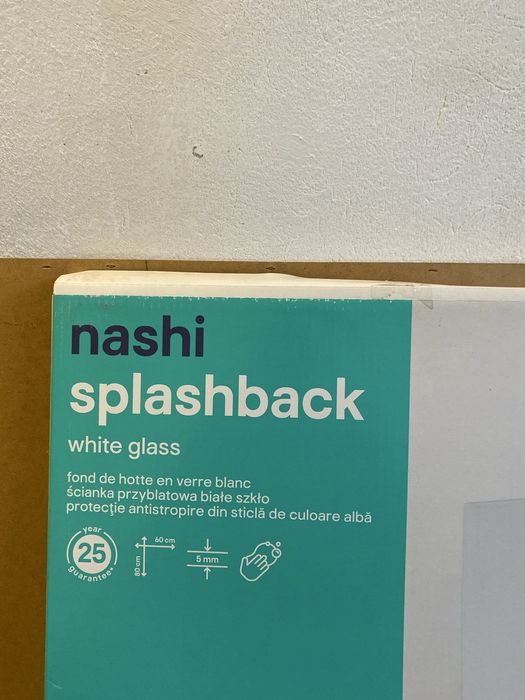 nashi
splashback
white glass
fond de hotte en verre blanc
ścianka przyblatowa białe szkło
protecţie antistropire din sticlă de culoare albă
year
25
guarantee*
60 cm
80 cm
5 mm